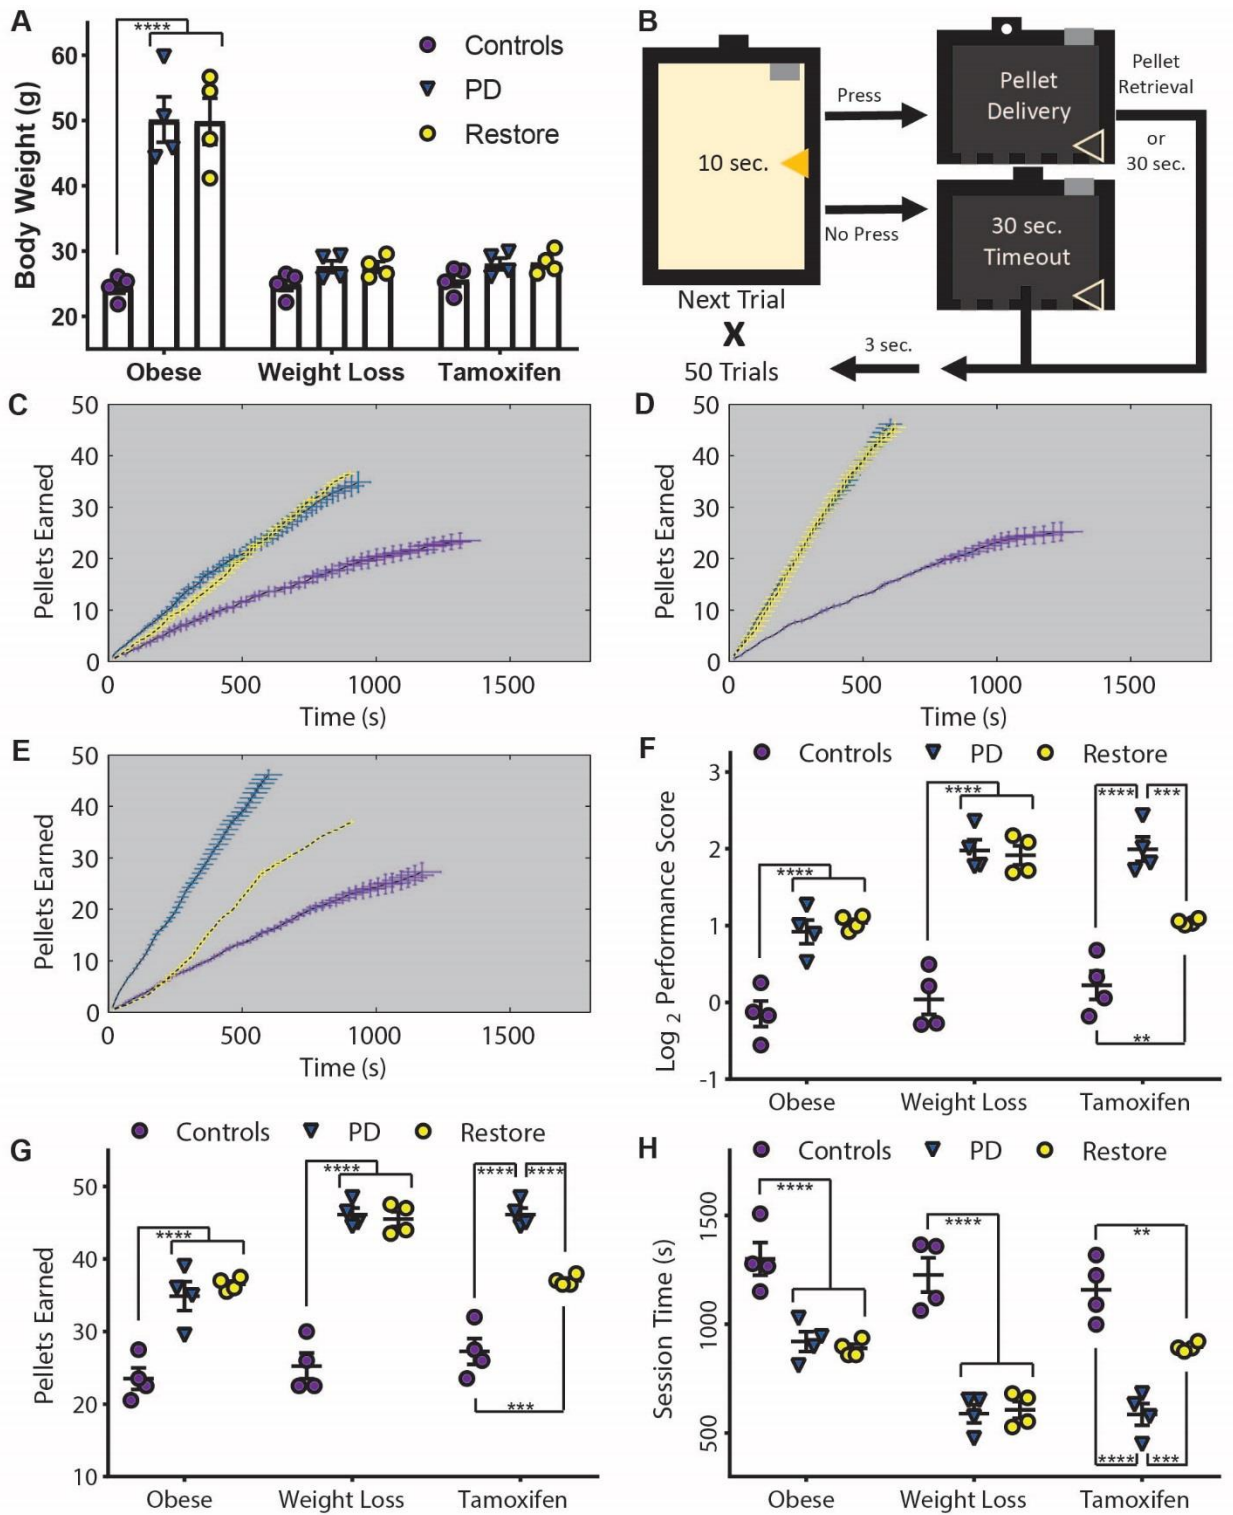 A
****
Controls
PD
Restore
Body Weight (g)
60
50
40
30
20
Obese
Weight Loss
Tamoxifen
B
10 sec.
Press
No Press
Pellet
Delivery
30 sec.
Timeout
Pellet
Retrieval
or
30 sec.
Next Trial
X
50 Trials
3 sec.
C
Pellets Earned
50
40
30
20
10
0
0
500
1000
1500
Time (s)
D
Pellets Earned
50
40
30
20
10
0
0
500
1000
1500
Time (s)
E
Pellets Earned
50
40
30
20
10
0
0
500
1000
1500
Time (s)
F
Controls
PD
Restore
Log 2 Performance Score
3
2
1
0
-1
****
****
****
***
**
Obese
Weight Loss
Tamoxifen
G
Controls
PD
Restore
Pellets Earned
50
40
30
20
10
****
****
****
****
***
Obese
Weight Loss
Tamoxifen
H
Controls
PD
Restore
Session Time (s)
1500
1000
500
****
****
**
****
***
Obese
Weight Loss
Tamoxifen